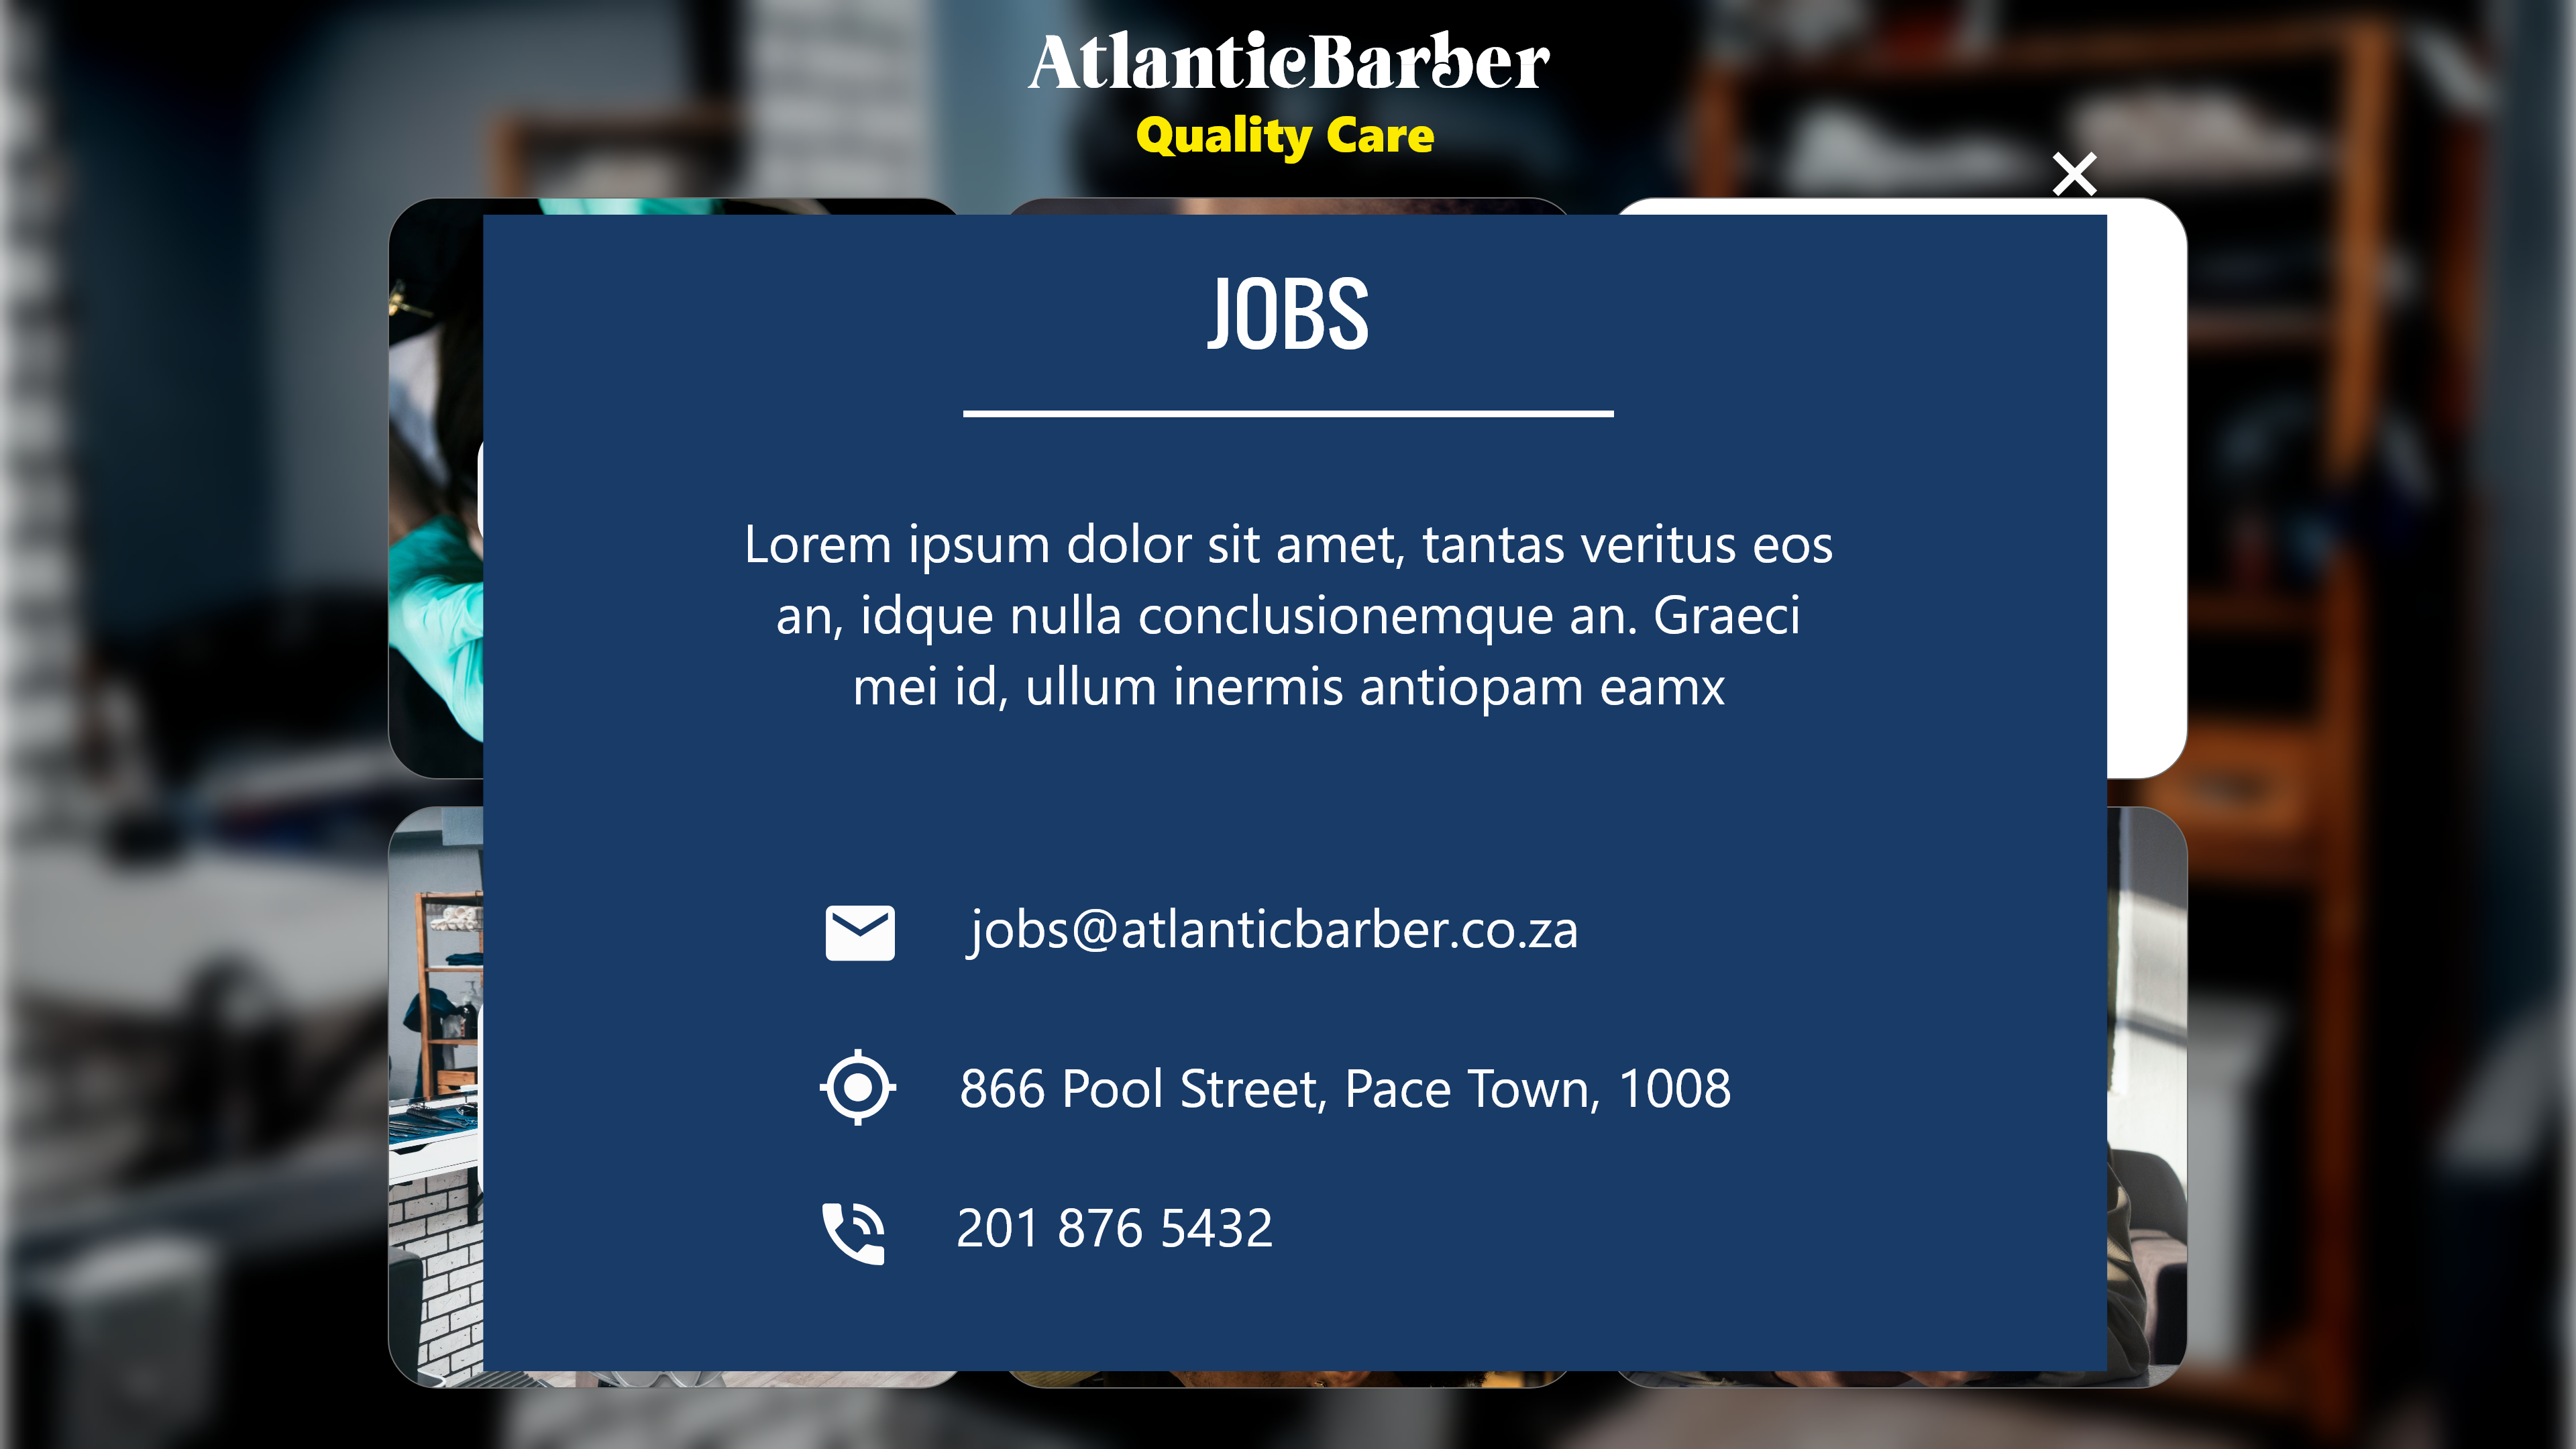 AtlanticBarber
Quality Care
JOBS
Lorem ipsum dolor sit amet, tantas veritus eos
an, idque nulla conclusionemque an. Graeci
mei id, ullum inermis antiopam eamx
jobs@atlanticbarber.co.za
866 Pool Street, Pace Town, 1008
201 876 5432